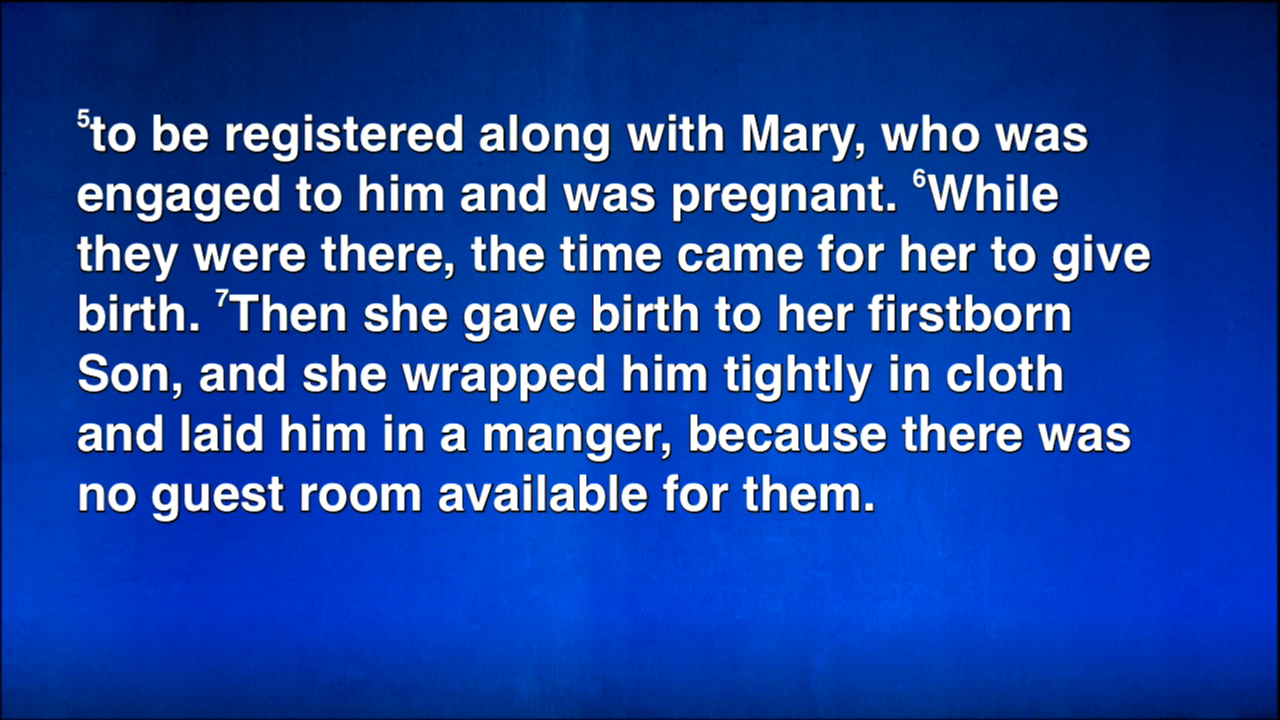 ⁵to be registered along with Mary, who was
engaged to him and was pregnant. ⁶While
they were there, the time came for her to give
birth. ⁷Then she gave birth to her firstborn
Son, and she wrapped him tightly in cloth
and laid him in a manger, because there was
no guest room available for them.